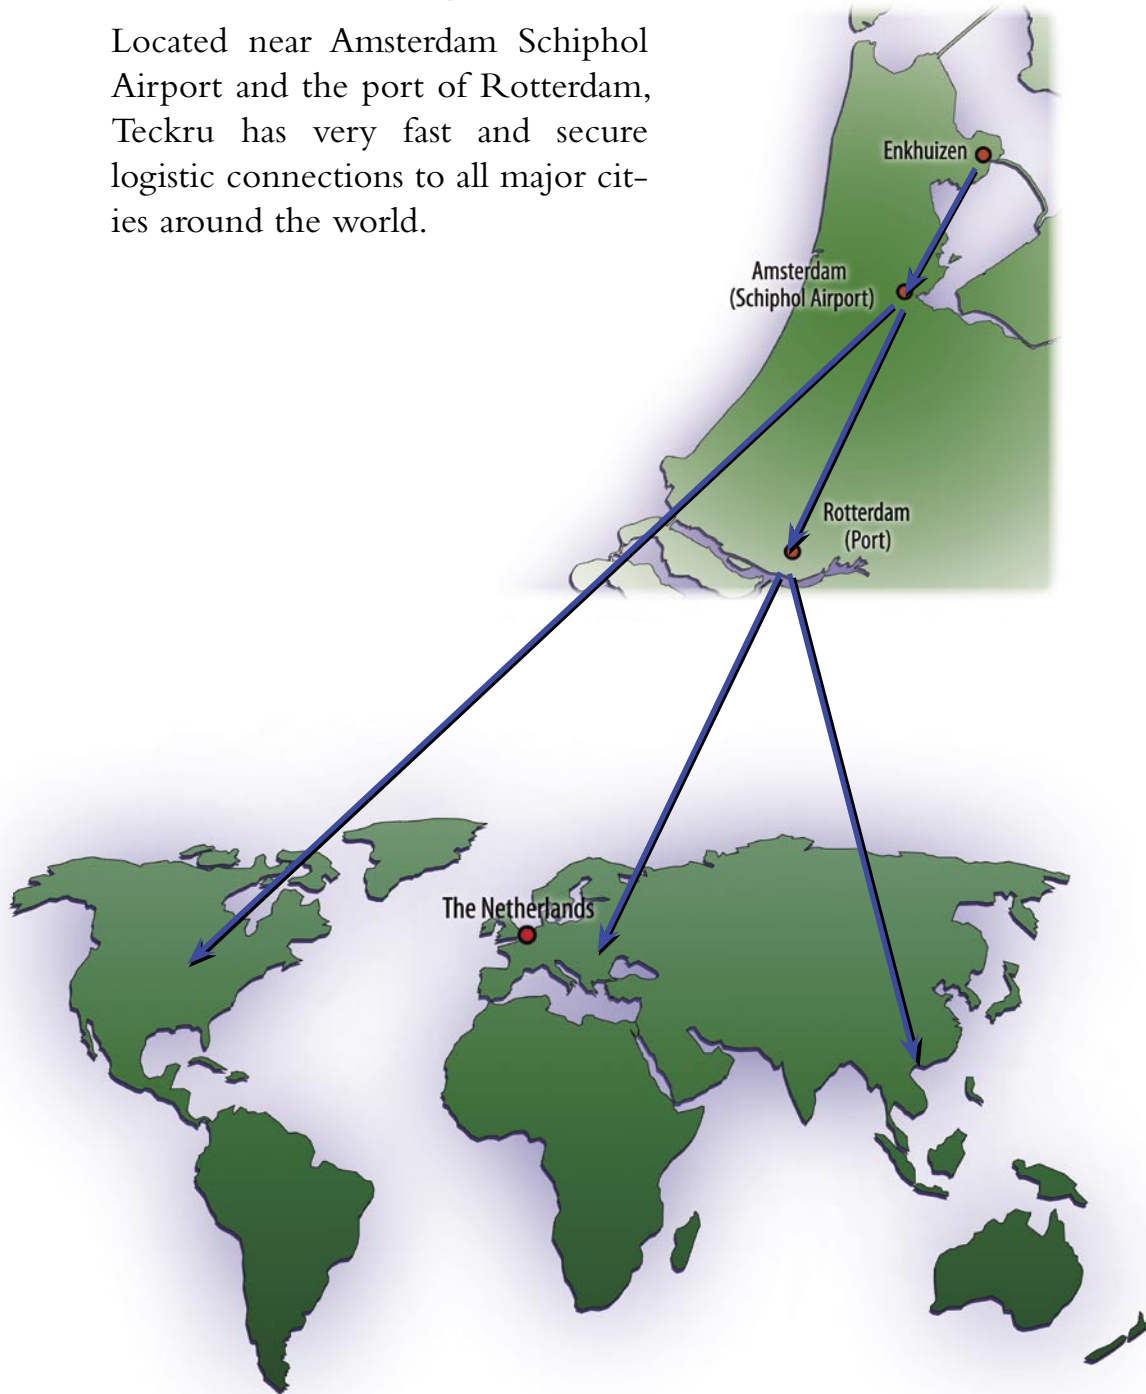 Located near Amsterdam Schiphol
Airport and the port of Rotterdam,
Teckru has very fast and secure
logistic connections to all major cit-
ies around the world.
Enkhuizen
Amsterdam
(Schiphol Airport)
Rotterdam
(Port)
The Netherlands